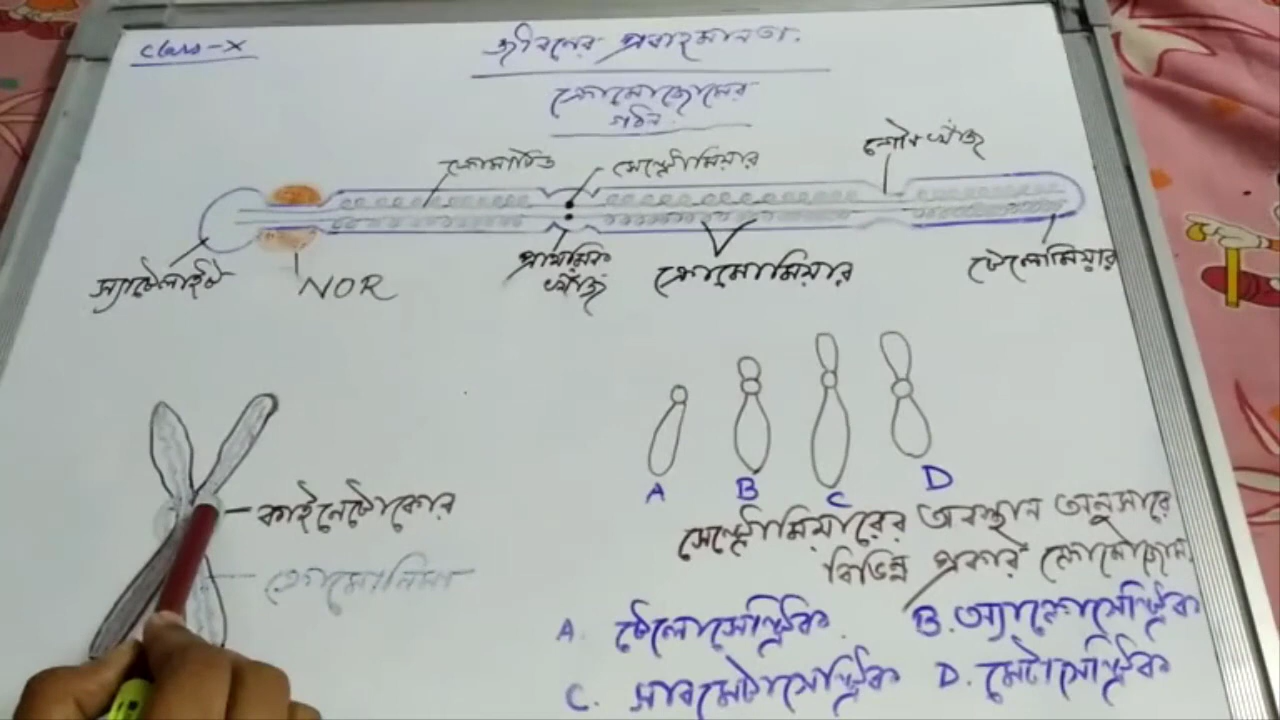 Class-X
জীবনের প্রবাহমানতা.
ক্রোমোজোমের
গঠন
ক্রোমাটিড
সেন্ট্রোমিয়ার
গৌণ খাঁজ
স্যাটেলাইট
NOR
প্রাথমিক
খাঁজ
ক্রোমোমিয়ার
টেলোমিয়ার
A
B
C
D
কাইনেটোকোর
ক্রোমোনিমা
সেন্ট্রোমিয়ারের অবস্থান অনুসারে
বিভিন্ন প্রকার ক্রোমোজোম
A. টেলোসেন্ট্রিক. B. অ্যাক্রোসেন্ট্রিক
C. সাবমেটাসেন্ট্রিক D. মেটাসেন্ট্রিক